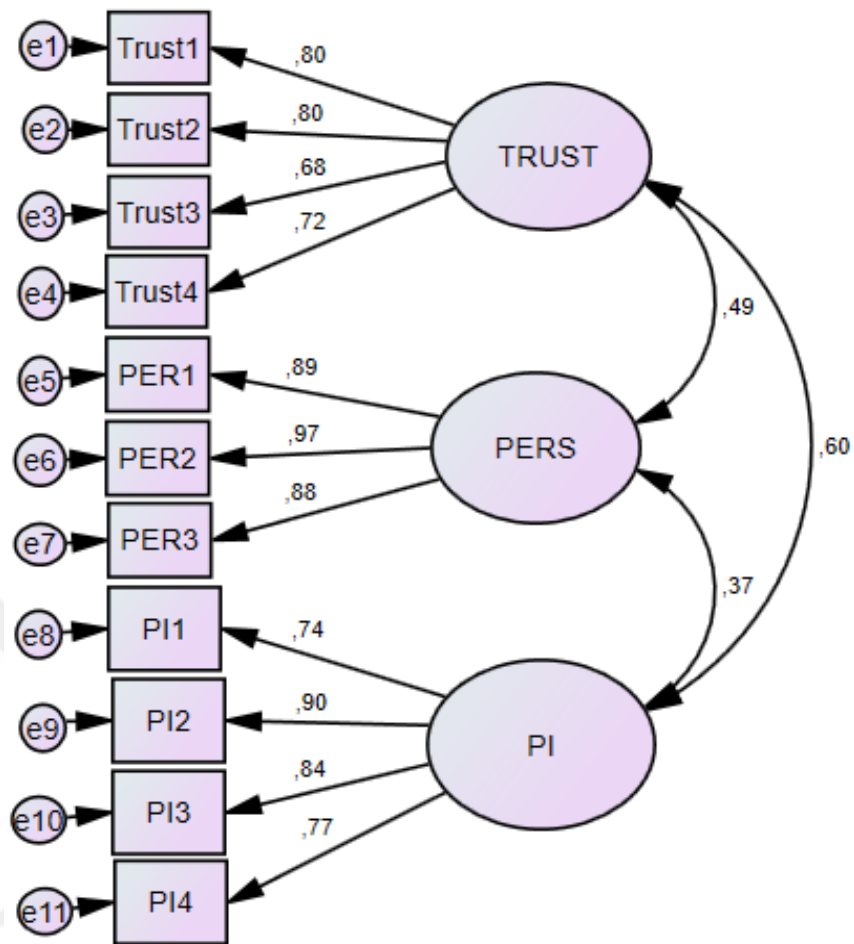 e1
Trust1
,80
e2
Trust2
,80
TRUST
e3
Trust3
,68
e4
Trust4
,72
,49
e5
PER1
,89
e6
PER2
,97
PERS
,60
e7
PER3
,88
e8
PI1
,74
,37
e9
PI2
,90
PI
e10
PI3
,84
e11
PI4
,77